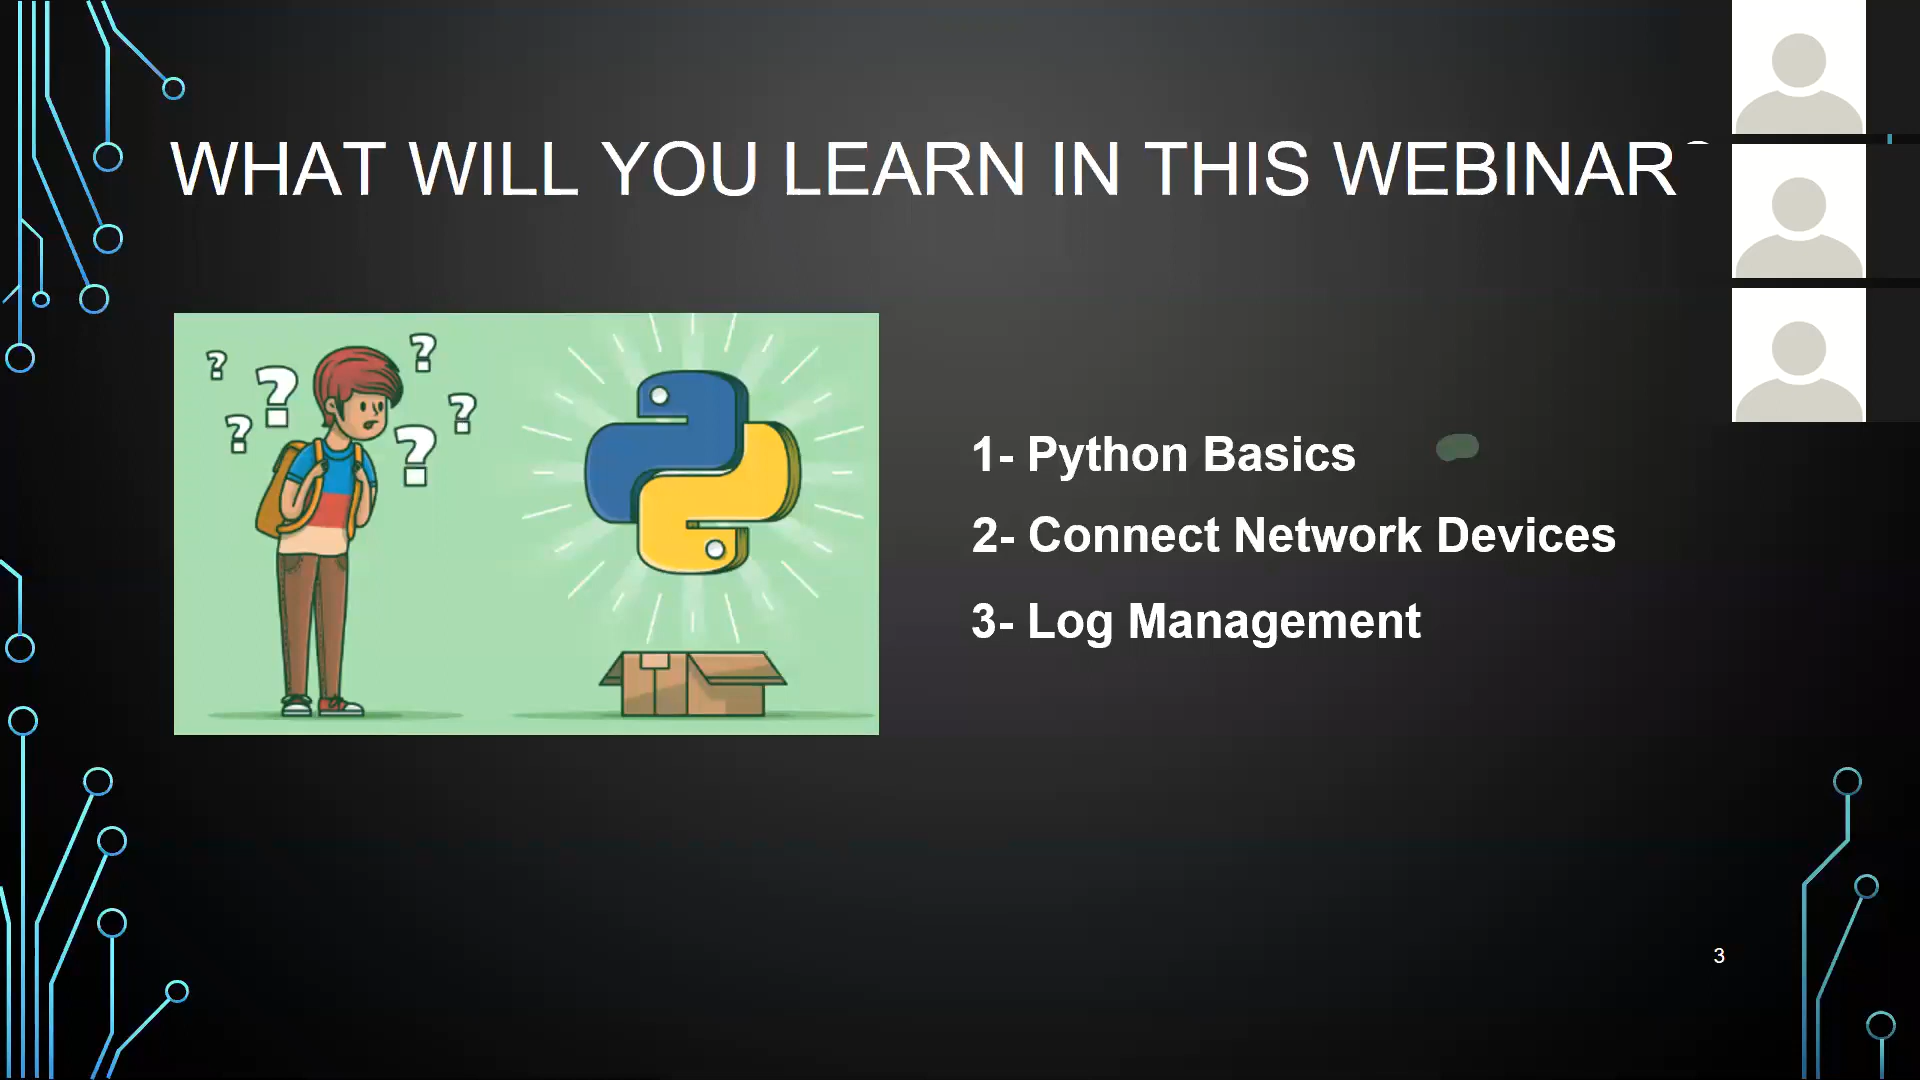 WHAT WILL YOU LEARN IN THIS WEBINAR
? ? ? ? ? ?
1- Python Basics
2- Connect Network Devices
3- Log Management
3